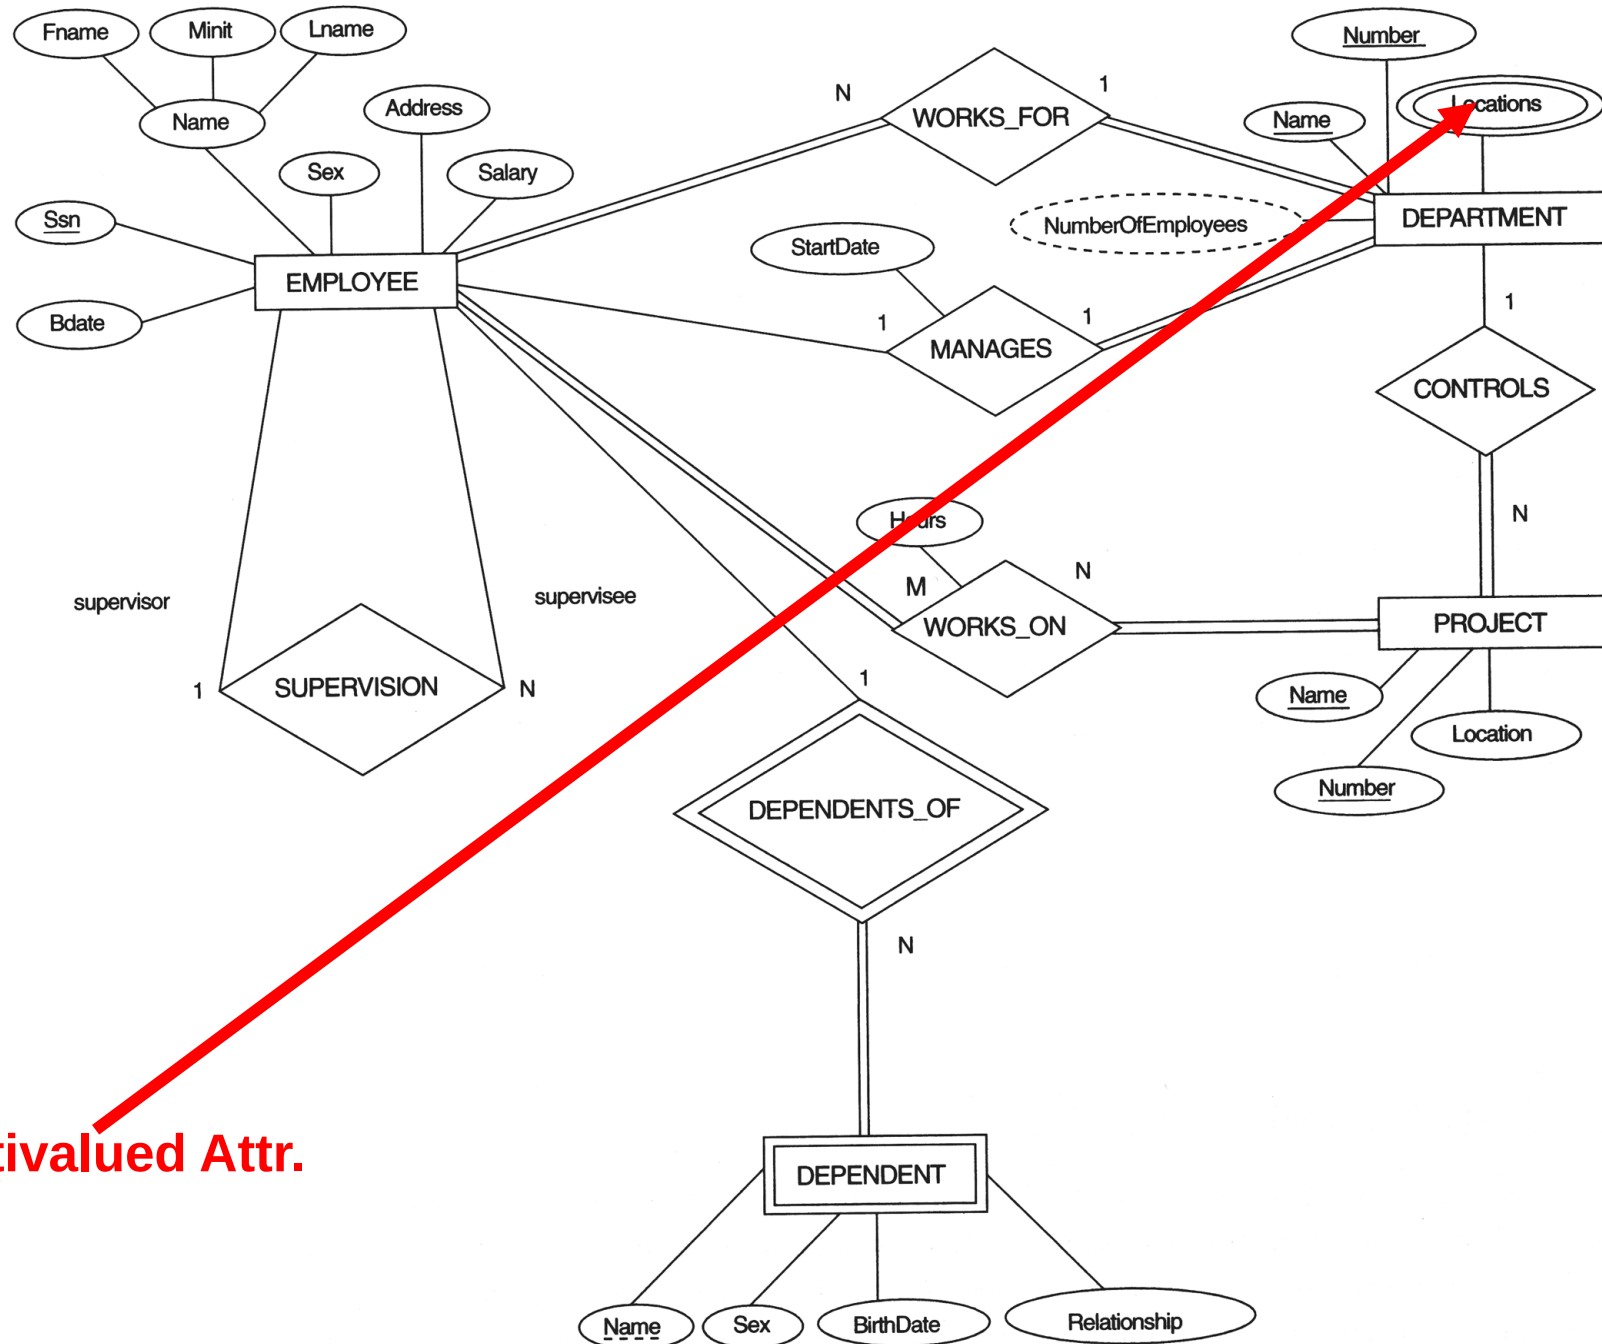 Fname
Minit
Lname
Number
Name
Address
N
WORKS_FOR
1
Name
Locations
Sex
Salary
Ssn
NumberOfEmployees
DEPARTMENT
StartDate
EMPLOYEE
Bdate
1
MANAGES
1
1
CONTROLS
Hours
N
supervisor
supervisee
M
N
WORKS_ON
PROJECT
1
SUPERVISION
N
1
Name
Location
Number
DEPENDENTS_OF
N
tivalued Attr.
DEPENDENT
Name
Sex
BirthDate
Relationship